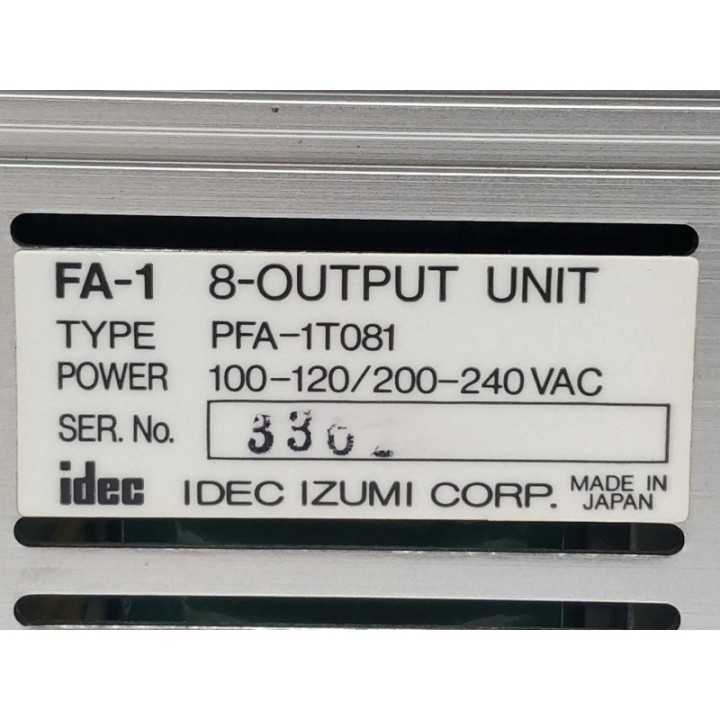 FA-1 8-OUTPUT UNIT
TYPE PFA-1T081
POWER 100-120/200-240 VAC
SER. No.
idec IDEC IZUMI CORP. MADE IN JAPAN